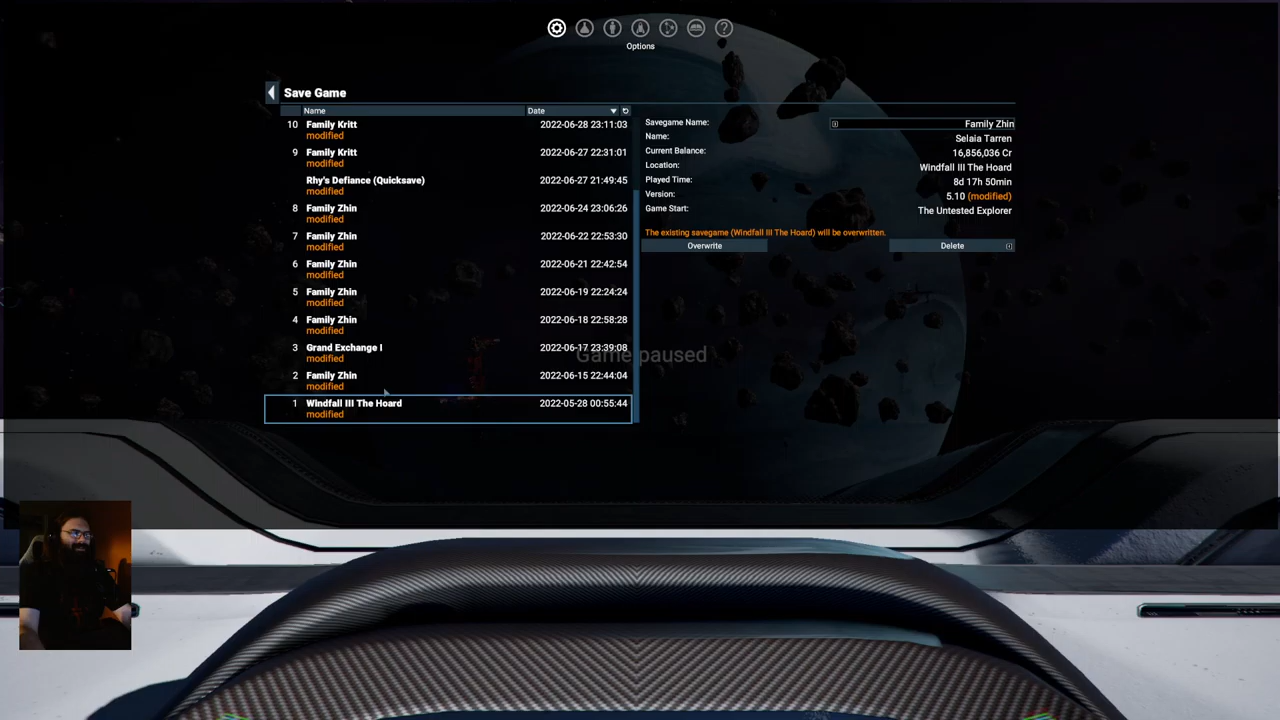 Options
Save Game
Name Date
10 Family Kritt 2022-06-28 23:11:03
modified
9 Family Kritt 2022-06-27 22:31:01
modified
Rhy's Defiance (Quicksave) 2022-06-27 21:49:45
modified
8 Family Zhin 2022-06-24 23:06:26
modified
7 Family Zhin 2022-06-22 22:53:30
modified
6 Family Zhin 2022-06-21 22:42:54
modified
5 Family Zhin 2022-06-19 22:24:24
modified
4 Family Zhin 2022-06-18 22:58:28
modified
3 Grand Exchange I 2022-06-17 23:39:08
modified
2 Family Zhin 2022-06-15 22:44:04
modified
1 Windfall III The Hoard 2022-05-28 00:55:44
modified
Savegame Name: Family Zhin
Name: Selaia Tarren
Current Balance: 16,856,036 Cr
Location: Windfall III The Hoard
Played Time: 8d 17h 50min
Version: 5.10 (modified)
Game Start: The Untested Explorer
The existing savegame (Windfall III The Hoard) will be overwritten.
Overwrite Delete
Game paused